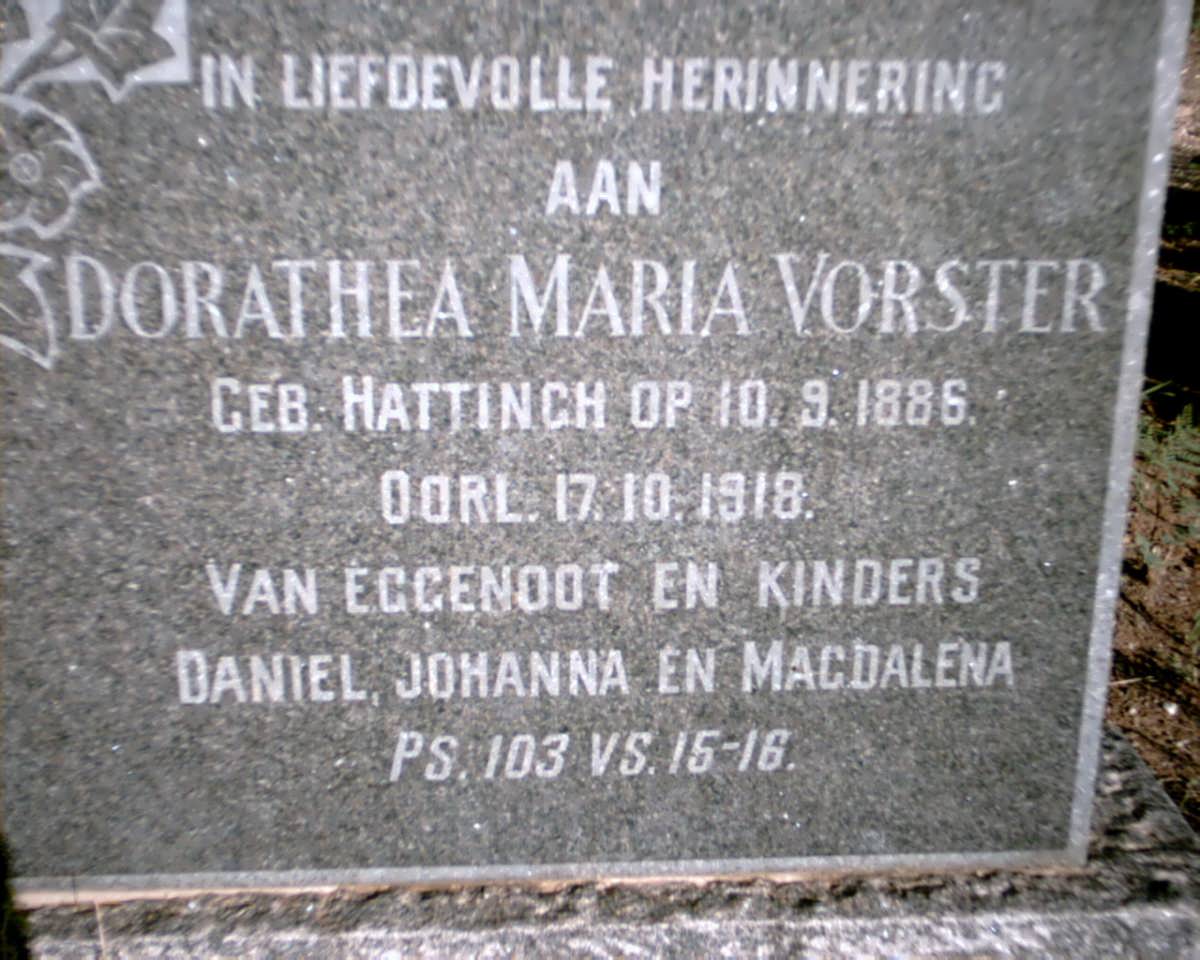 IN LIEFDEVOLLE HERINNERING
AAN
DORATHEA MARIA VORSTER
GEB. HATTINGH OP 10. 9. 1886.
OORL. 17. 10. 1918.
VAN EGGENOOT EN KINDERS
DANIEL, JOHANNA EN MAGDALENA
PS. 103 VS. 15-16.